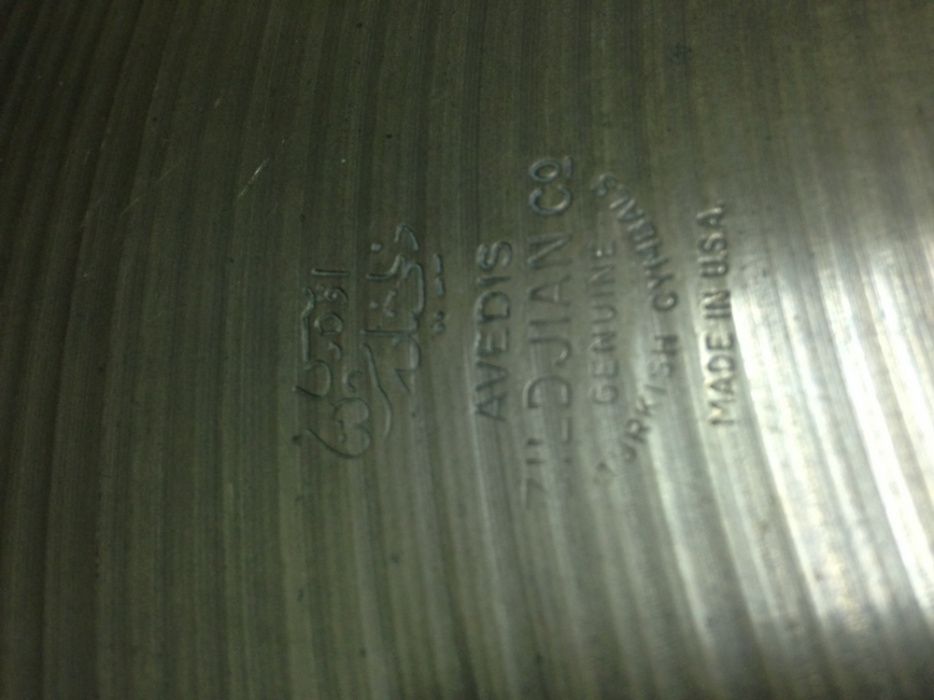 AVEDIS
ZILDJIAN CO
GENUINE
TURKISH CYMBALS
MADE IN U.S.A.